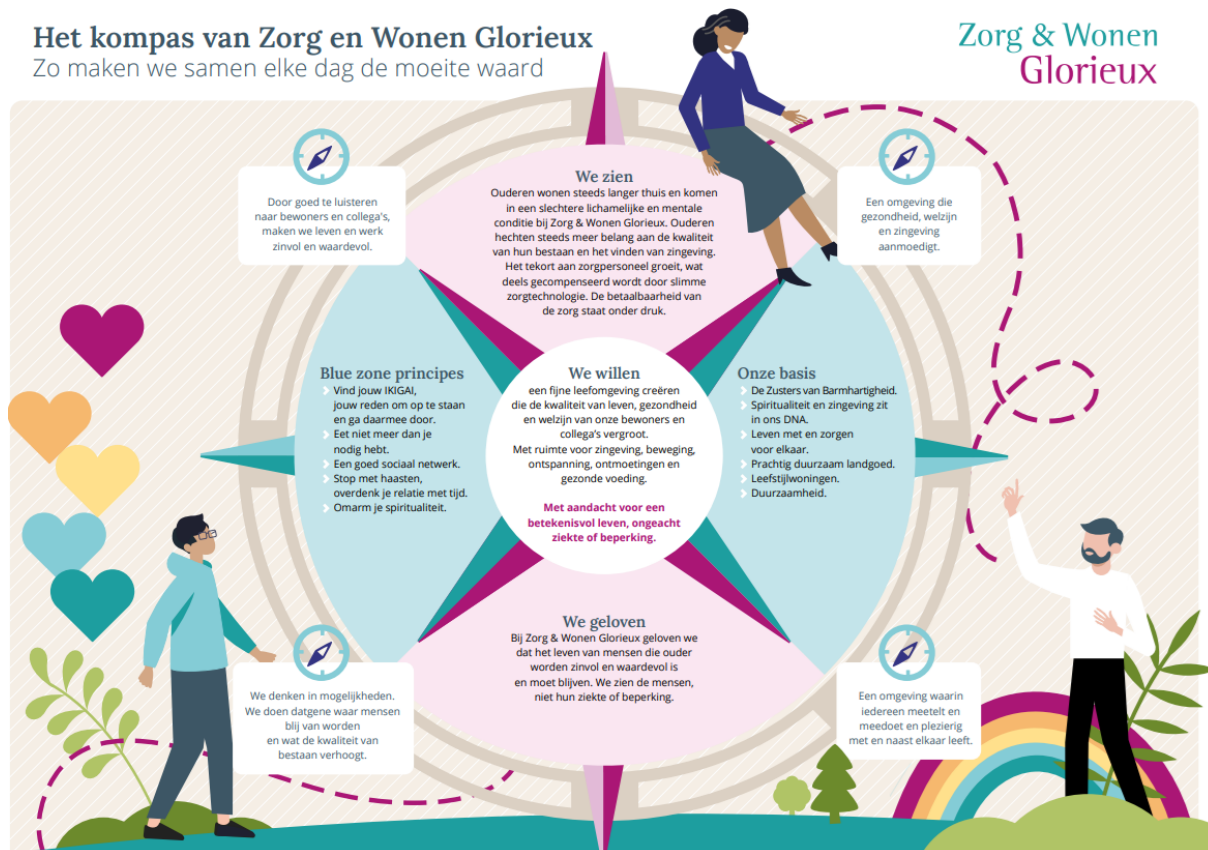 Het kompas van Zorg en Wonen Glorieux
Zo maken we samen elke dag de moeite waard
Zorg & Wonen
Glorieux
Door goed te luisteren
naar bewoners en collega's,
maken we leven en werk
zinvol en waardevol.
We zien
Ouderen wonen steeds langer thuis en komen
in een slechtere lichamelijke en mentale
conditie bij Zorg & Wonen Glorieux. Ouderen
hechten steeds meer belang aan de kwaliteit
van hun bestaan en het vinden van zingeving.
Het tekort aan zorgpersoneel groeit, wat
deels gecompenseerd wordt door slimme
zorgtechnologie. De betaalbaarheid van
de zorg staat onder druk.
Een omgeving die
gezondheid, welzijn
en zingeving
aanmoedigt.
Blue zone principes
Vind jouw IKIGAI,
jouw reden om op te staan
en ga daarmee door.
Eet niet meer dan je
nodig hebt.
Een goed sociaal netwerk.
Stop met haasten,
overdenk je relatie met tijd.
Omarm je spiritualiteit.
We willen
een fijne leefomgeving creëren
die de kwaliteit van leven, gezondheid
en welzijn van onze bewoners en
collega's vergroot.
Met ruimte voor zingeving, beweging,
ontspanning, ontmoetingen en
gezonde voeding.
Met aandacht voor een
betekenisvol leven, ongeacht
ziekte of beperking.
Onze basis
De Zusters van Barmhartigheid.
Spiritualiteit en zingeving zit
in ons DNA.
Leven met en zorgen
voor elkaar.
Prachtig duurzaam landgoed.
Leefstijlwoningen.
Duurzaamheid.
We geloven
Bij Zorg & Wonen Glorieux geloven we
dat het leven van mensen die ouder
worden zinvol en waardevol is
en moet blijven. We zien de mensen,
niet hun ziekte of beperking.
We denken in mogelijkheden.
We doen datgene waar mensen
blij van worden
en wat de kwaliteit van
bestaan verhoogt.
Een omgeving waarin
iedereen meetelt en
meedoet en plezierig
met en naast elkaar leeft.